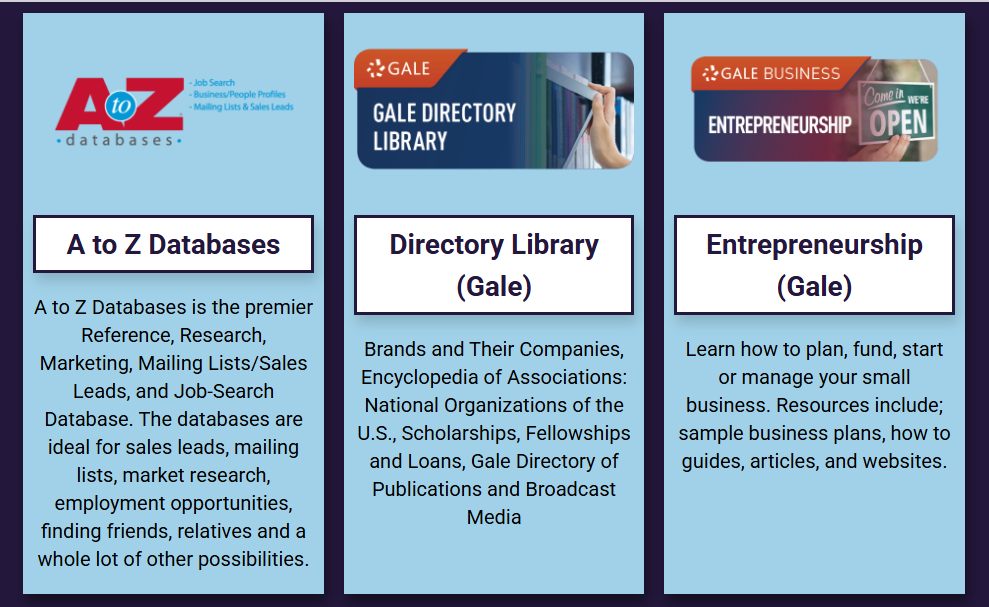 AtoZ
databases
- Job Search
- Business/People Profiles
- Mailing Lists & Sales Leads
A to Z Databases
A to Z Databases is the premier
Reference, Research,
Marketing, Mailing Lists/Sales
Leads, and Job-Search
Database. The databases are
ideal for sales leads, mailing
lists, market research,
employment opportunities,
finding friends, relatives and a
whole lot of other possibilities.
GALE
GALE DIRECTORY
LIBRARY
Directory Library
(Gale)
Brands and Their Companies,
Encyclopedia of Associations:
National Organizations of the
U.S., Scholarships, Fellowships
and Loans, Gale Directory of
Publications and Broadcast
Media
GALE BUSINESS
ENTREPRENEURSHIP
Come in WE'RE
OPEN
Entrepreneurship
(Gale)
Learn how to plan, fund, start
or manage your small
business. Resources include;
sample business plans, how to
guides, articles, and websites.